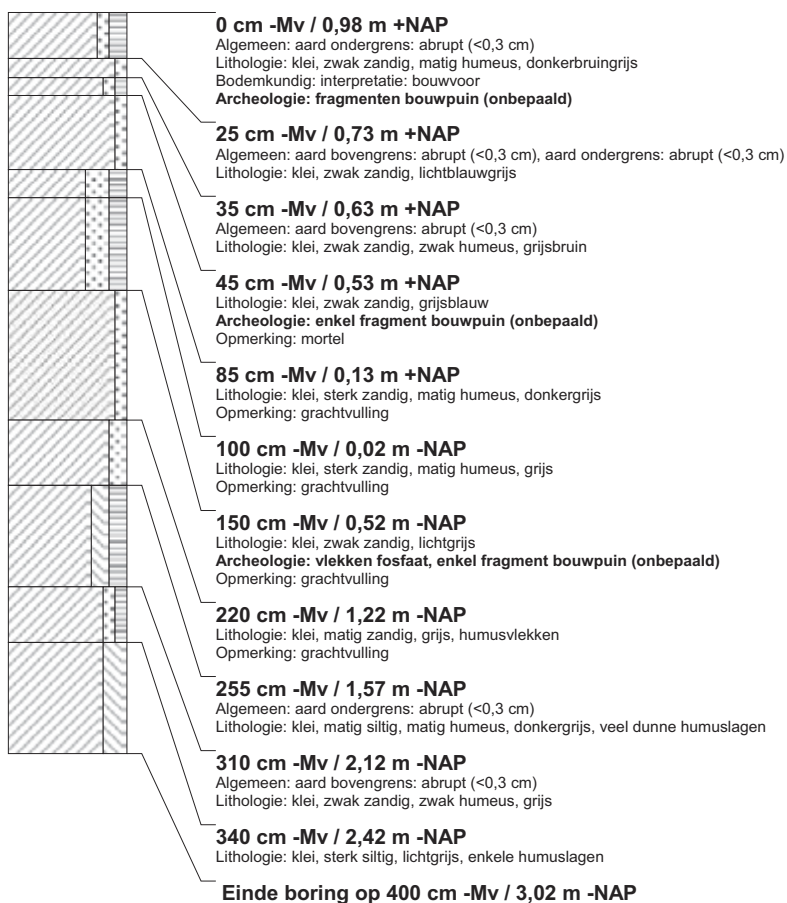 0 cm -Mv / 0,98 m +NAP
Algemeen: aard ondergrens: abrupt (<0,3 cm)
Lithologie: klei, zwak zandig, matig humeus, donkerbruingrijs
Bodemkundig: interpretatie: bouwvoor
Archeologie: fragmenten bouwpuin (onbepaald)
25 cm -Mv / 0,73 m +NAP
Algemeen: aard bovengrens: abrupt (<0,3 cm), aard ondergrens: abrupt (<0,3 cm)
Lithologie: klei, zwak zandig, lichtblauwgrijs
35 cm -Mv / 0,63 m +NAP
Algemeen: aard bovengrens: abrupt (<0,3 cm)
Lithologie: klei, zwak zandig, zwak humeus, grijsbruin
45 cm -Mv / 0,53 m +NAP
Lithologie: klei, zwak zandig, grijsblauw
Archeologie: enkel fragment bouwpuin (onbepaald)
Opmerking: mortel
85 cm -Mv / 0,13 m +NAP
Lithologie: klei, sterk zandig, matig humeus, donkergrijs
Opmerking: grachtvulling
100 cm -Mv / 0,02 m -NAP
Lithologie: klei, sterk zandig, matig humeus, grijs
Opmerking: grachtvulling
150 cm -Mv / 0,52 m -NAP
Lithologie: klei, zwak zandig, lichtgrijs
Archeologie: vlekken fosfaat, enkel fragment bouwpuin (onbepaald)
Opmerking: grachtvulling
220 cm -Mv / 1,22 m -NAP
Lithologie: klei, matig zandig, grijs, humusvlekken
Opmerking: grachtvulling
255 cm -Mv / 1,57 m -NAP
Algemeen: aard ondergrens: abrupt (<0,3 cm)
Lithologie: klei, matig siltig, matig humeus, donkergrijs, veel dunne humuslagen
310 cm -Mv / 2,12 m -NAP
Algemeen: aard bovengrens: abrupt (<0,3 cm)
Lithologie: klei, zwak zandig, zwak humeus, grijs
340 cm -Mv / 2,42 m -NAP
Lithologie: klei, sterk siltig, lichtgrijs, enkele humuslagen
Einde boring op 400 cm -Mv / 3,02 m -NAP